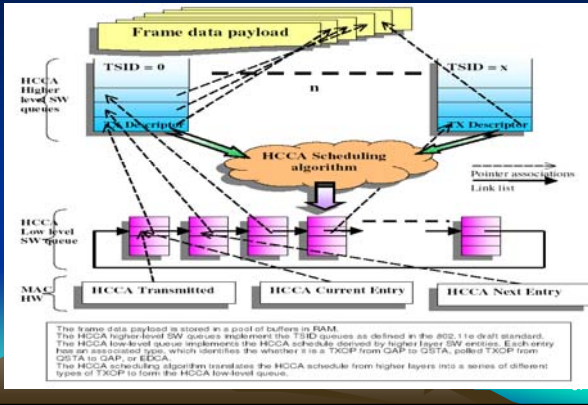 Frame data payload
HCCA
Higher
level SW
queues
TSID = 0
TSID = x
n
TX Descriptor
TX Descriptor
HCCA Scheduling
algorithm
Pointer associations
Link list
HCCA
Low level
SW queue
MAC
HW
HCCA Transmitted
HCCA Current Entry
HCCA Next Entry
The frame data payload is stored in a pool of buffers in RAM.
The HCCA higher-level SW queues implement the TSID queues as defined in the 802.11e draft standard.
The HCCA low-level queue implements the HCCA schedule derived by higher layer SW entities. Each entry
has an associated type, which identifies the whether it is a TXOP from QAP to QSTA, polled TXOP from
QSTA to QAP, or EDCA.
The HCCA scheduling algorithm translates the HCCA schedule from higher layers into a series of different
types of TXOP to form the HCCA low-level queue.